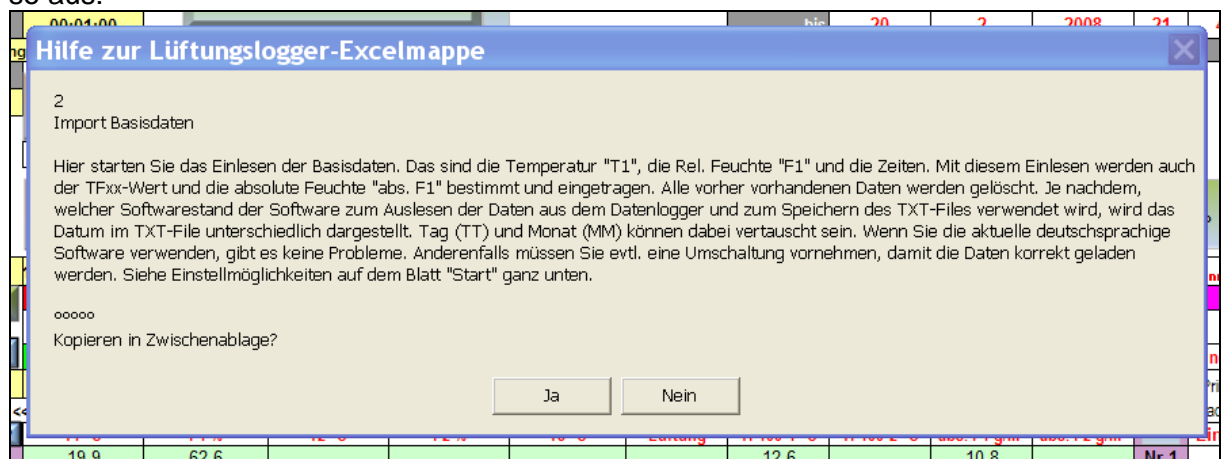 so aus:
00:01:00 bis 20 2 2008 21
Hilfe zur Lüftungslogger-Excelmappe
2
Import Basisdaten
Hier starten Sie das Einlesen der Basisdaten. Das sind die Temperatur "T1", die Rel. Feuchte "F1" und die Zeiten. Mit diesem Einlesen werden auch
der TFxx-Wert und die absolute Feuchte "abs. F1" bestimmt und eingetragen. Alle vorher vorhandenen Daten werden gelöscht. Je nachdem,
welcher Softwarestand der Software zum Auslesen der Daten aus dem Datenlogger und zum Speichern des TXT-Files verwendet wird, wird das
Datum im TXT-File unterschiedlich dargestellt. Tag (TT) und Monat (MM) können dabei vertauscht sein. Wenn Sie die aktuelle deutschsprachige
Software verwenden, gibt es keine Probleme. Anderenfalls müssen Sie evtl. eine Umschaltung vornehmen, damit die Daten korrekt geladen
werden. Siehe Einstellmöglichkeiten auf dem Blatt "Start" ganz unten.
ooooo
Kopieren in Zwischenablage?
Ja Nein
19,9 62,6 12,6 10,8 Nr 1